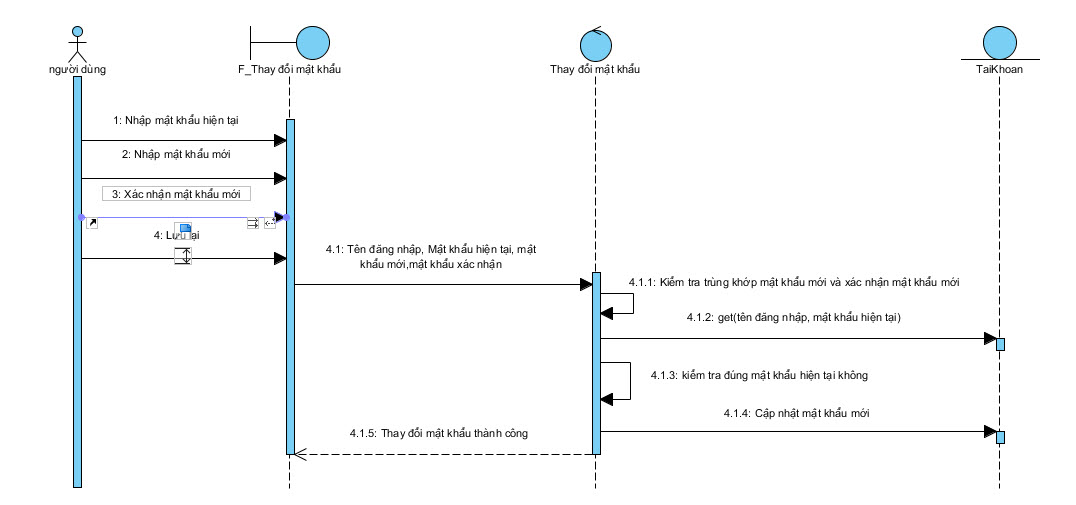 người dùng
F_Thay đổi mật khẩu
Thay đổi mật khẩu
TaiKhoan
1: Nhập mật khẩu hiện tại
2: Nhập mật khẩu mới
3: Xác nhận mật khẩu mới
4: Lưu lại
4.1: Tên đăng nhập, Mật khẩu hiện tại, mật
khẩu mới,mật khẩu xác nhận
4.1.1: Kiểm tra trùng khớp mật khẩu mới và xác nhận mật khẩu mới
4.1.2: get(tên đăng nhập, mật khẩu hiện tại)
4.1.3: kiểm tra đúng mật khẩu hiện tại không
4.1.4: Cập nhật mật khẩu mới
4.1.5: Thay đổi mật khẩu thành công